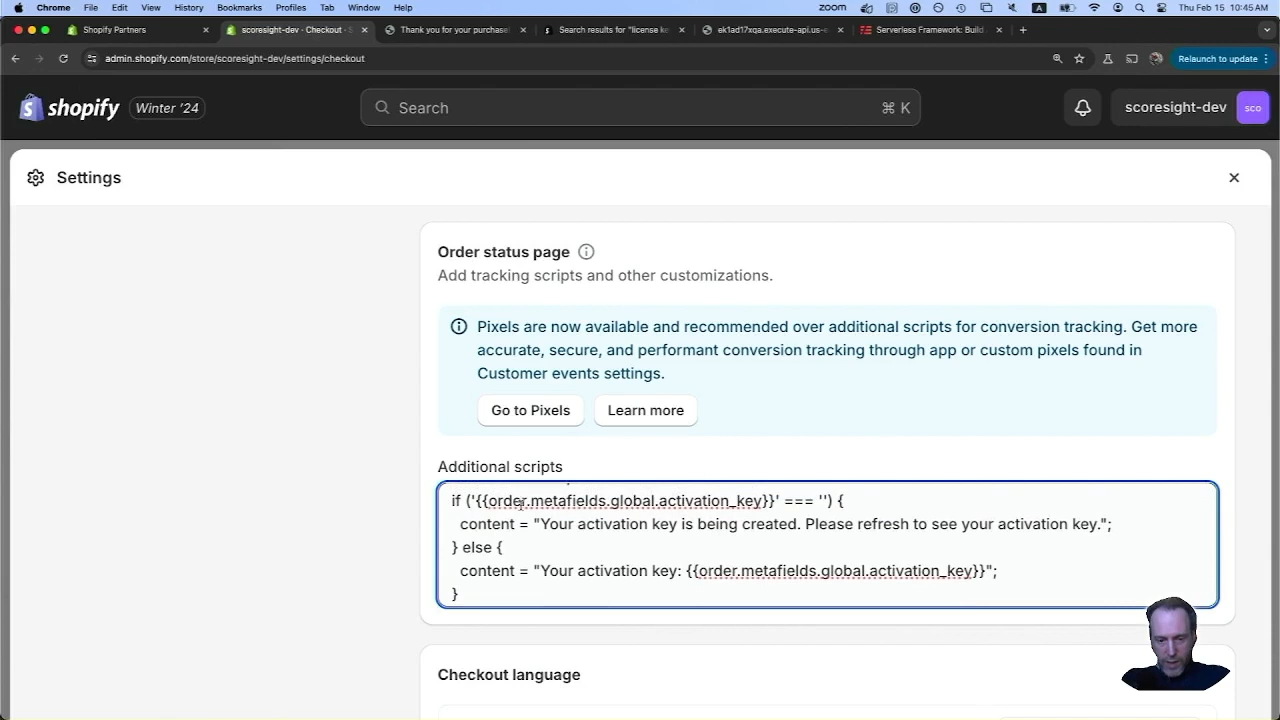 Chrome File Edit View History Bookmarks Profiles Tab Window Help zoom A Thu Feb 15 10:45 AM
Shopify Partners
scoresight-dev · Checkout · S
Thank you for your purchase
Search results for "license ke
ek1ad17xqa.execute-api.us-e
Serverless Framework: Build
admin.shopify.com/store/scoresight-dev/settings/checkout
Relaunch to update
shopify
Winter '24
Search
⌘ K
scoresight-dev
sco
Settings
Order status page
Add tracking scripts and other customizations.
Pixels are now available and recommended over additional scripts for conversion tracking. Get more
accurate, secure, and performant conversion tracking through app or custom pixels found in
Customer events settings.
Go to Pixels
Learn more
Additional scripts
if ('{{order.metafields.global.activation_key}}' === '') {
content = "Your activation key is being created. Please refresh to see your activation key.";
} else {
content = "Your activation key: {{order.metafields.global.activation_key}}";
}
Checkout language